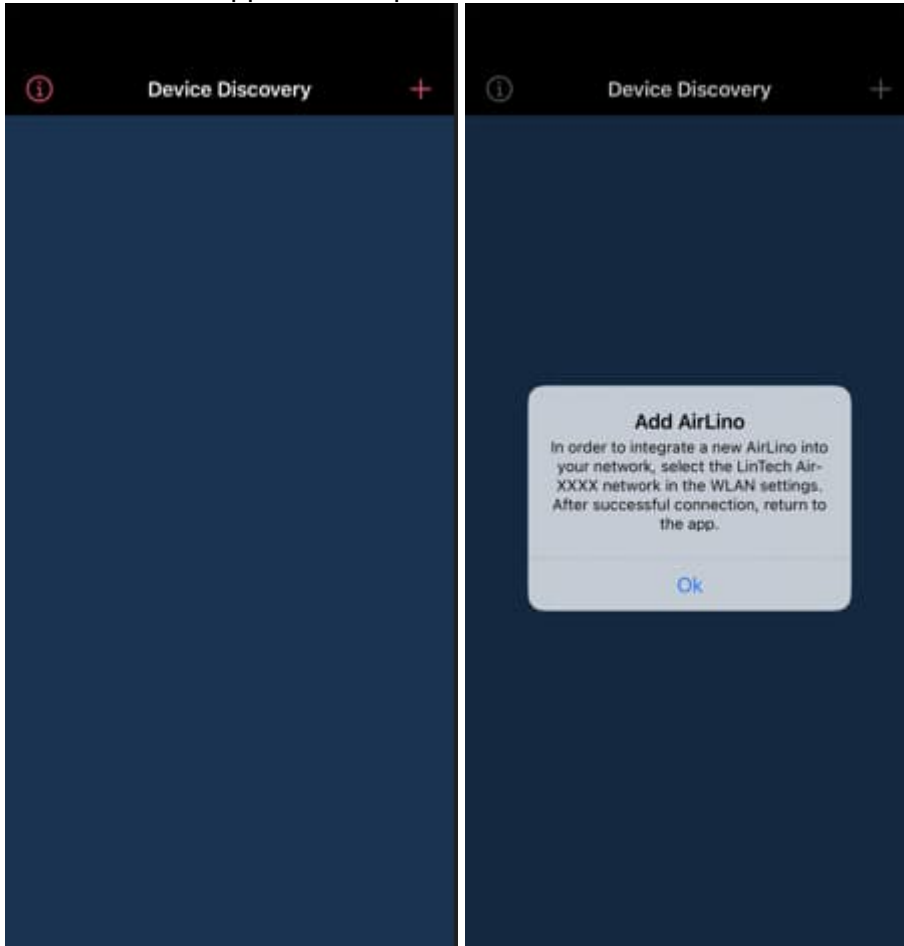 Device Discovery
Device Discovery
Add AirLino
In order to integrate a new AirLino into
your network, select the LinTech Air-
XXXX network in the WLAN settings.
After successful connection, return to
the app.
Ok